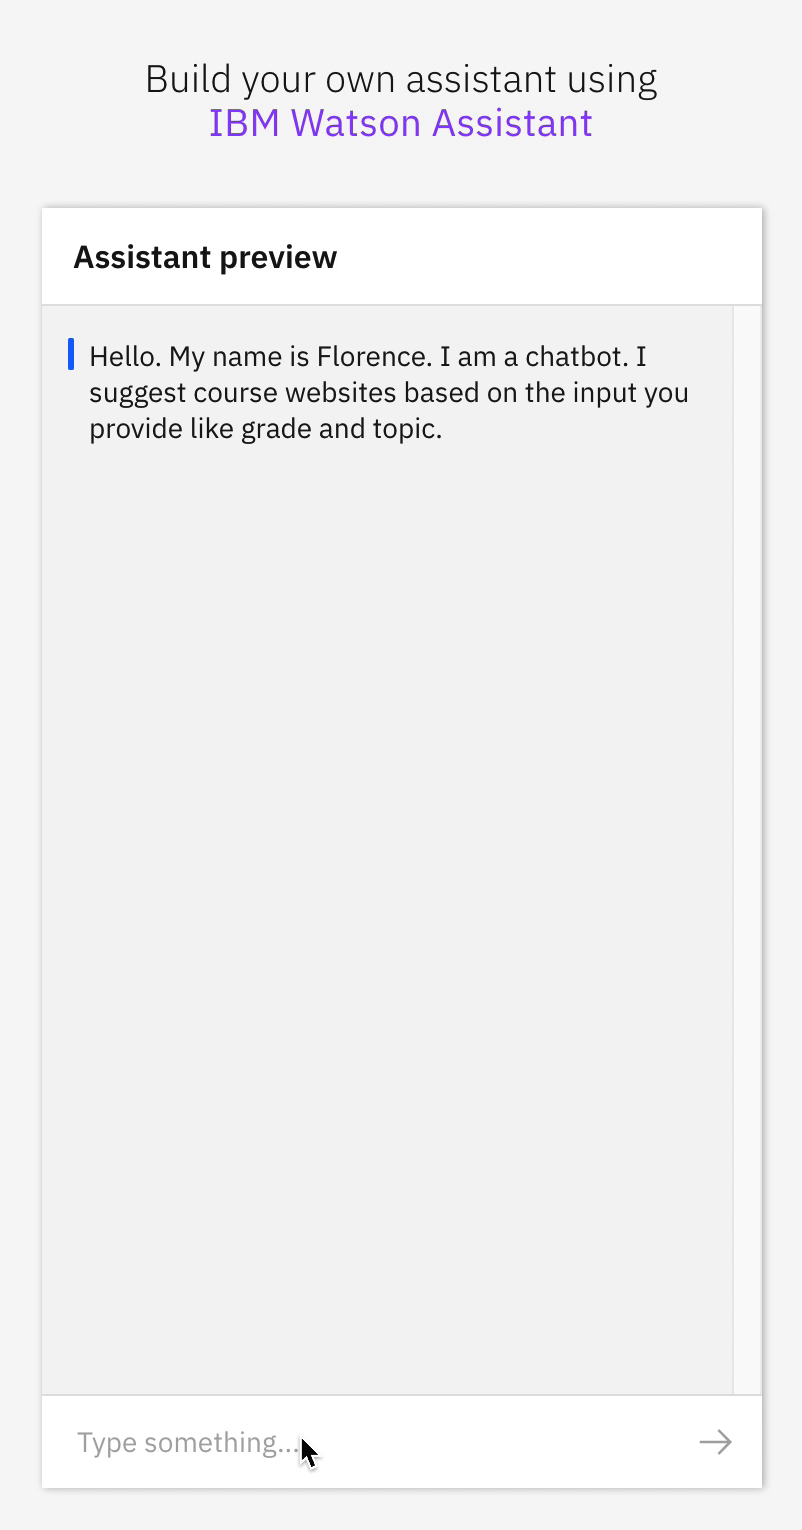 Build your own assistant using
IBM Watson Assistant
Assistant preview
Hello. My name is Florence. I am a chatbot. I
suggest course websites based on the input you
provide like grade and topic.
Type something...